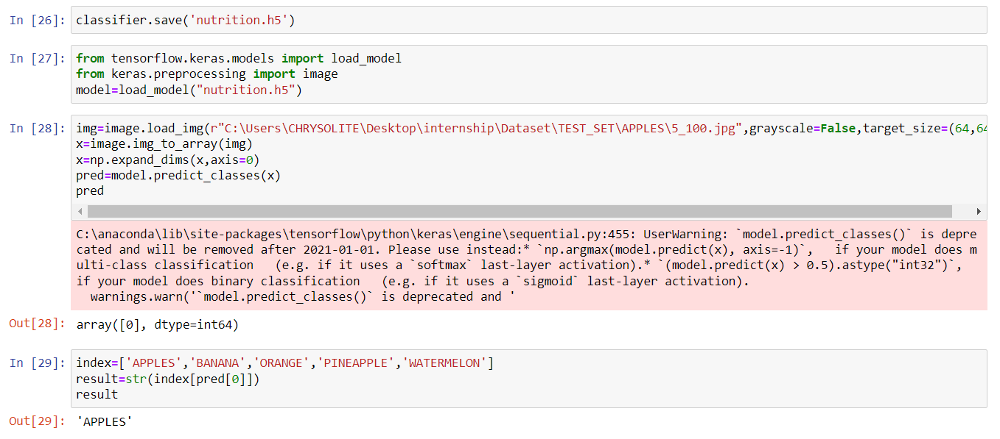 In [26]: classifier.save('nutrition.h5')
In [27]: from tensorflow.keras.models import load_model
from keras.preprocessing import image
model=load_model("nutrition.h5")
In [28]: img=image.load_img(r"C:\Users\CHRYSOLITE\Desktop\internship\Dataset\TEST_SET\APPLES\5_100.jpg",grayscale=False,target_size=(64,64
x=image.img_to_array(img)
x=np.expand_dims(x,axis=0)
pred=model.predict_classes(x)
pred
C:\anaconda\lib\site-packages\tensorflow\python\keras\engine\sequential.py:455: UserWarning: `model.predict_classes()` is depre
cated and will be removed after 2021-01-01. Please use instead:* `np.argmax(model.predict(x), axis=-1)`,   if your model does m
ulti-class classification   (e.g. if it uses a `softmax` last-layer activation).* `(model.predict(x) > 0.5).astype("int32")`,
if your model does binary classification   (e.g. if it uses a `sigmoid` last-layer activation).
  warnings.warn('`model.predict_classes()` is deprecated and '
Out[28]: array([0], dtype=int64)
In [29]: index=['APPLES','BANANA','ORANGE','PINEAPPLE','WATERMELON']
result=str(index[pred[0]])
result
Out[29]: 'APPLES'